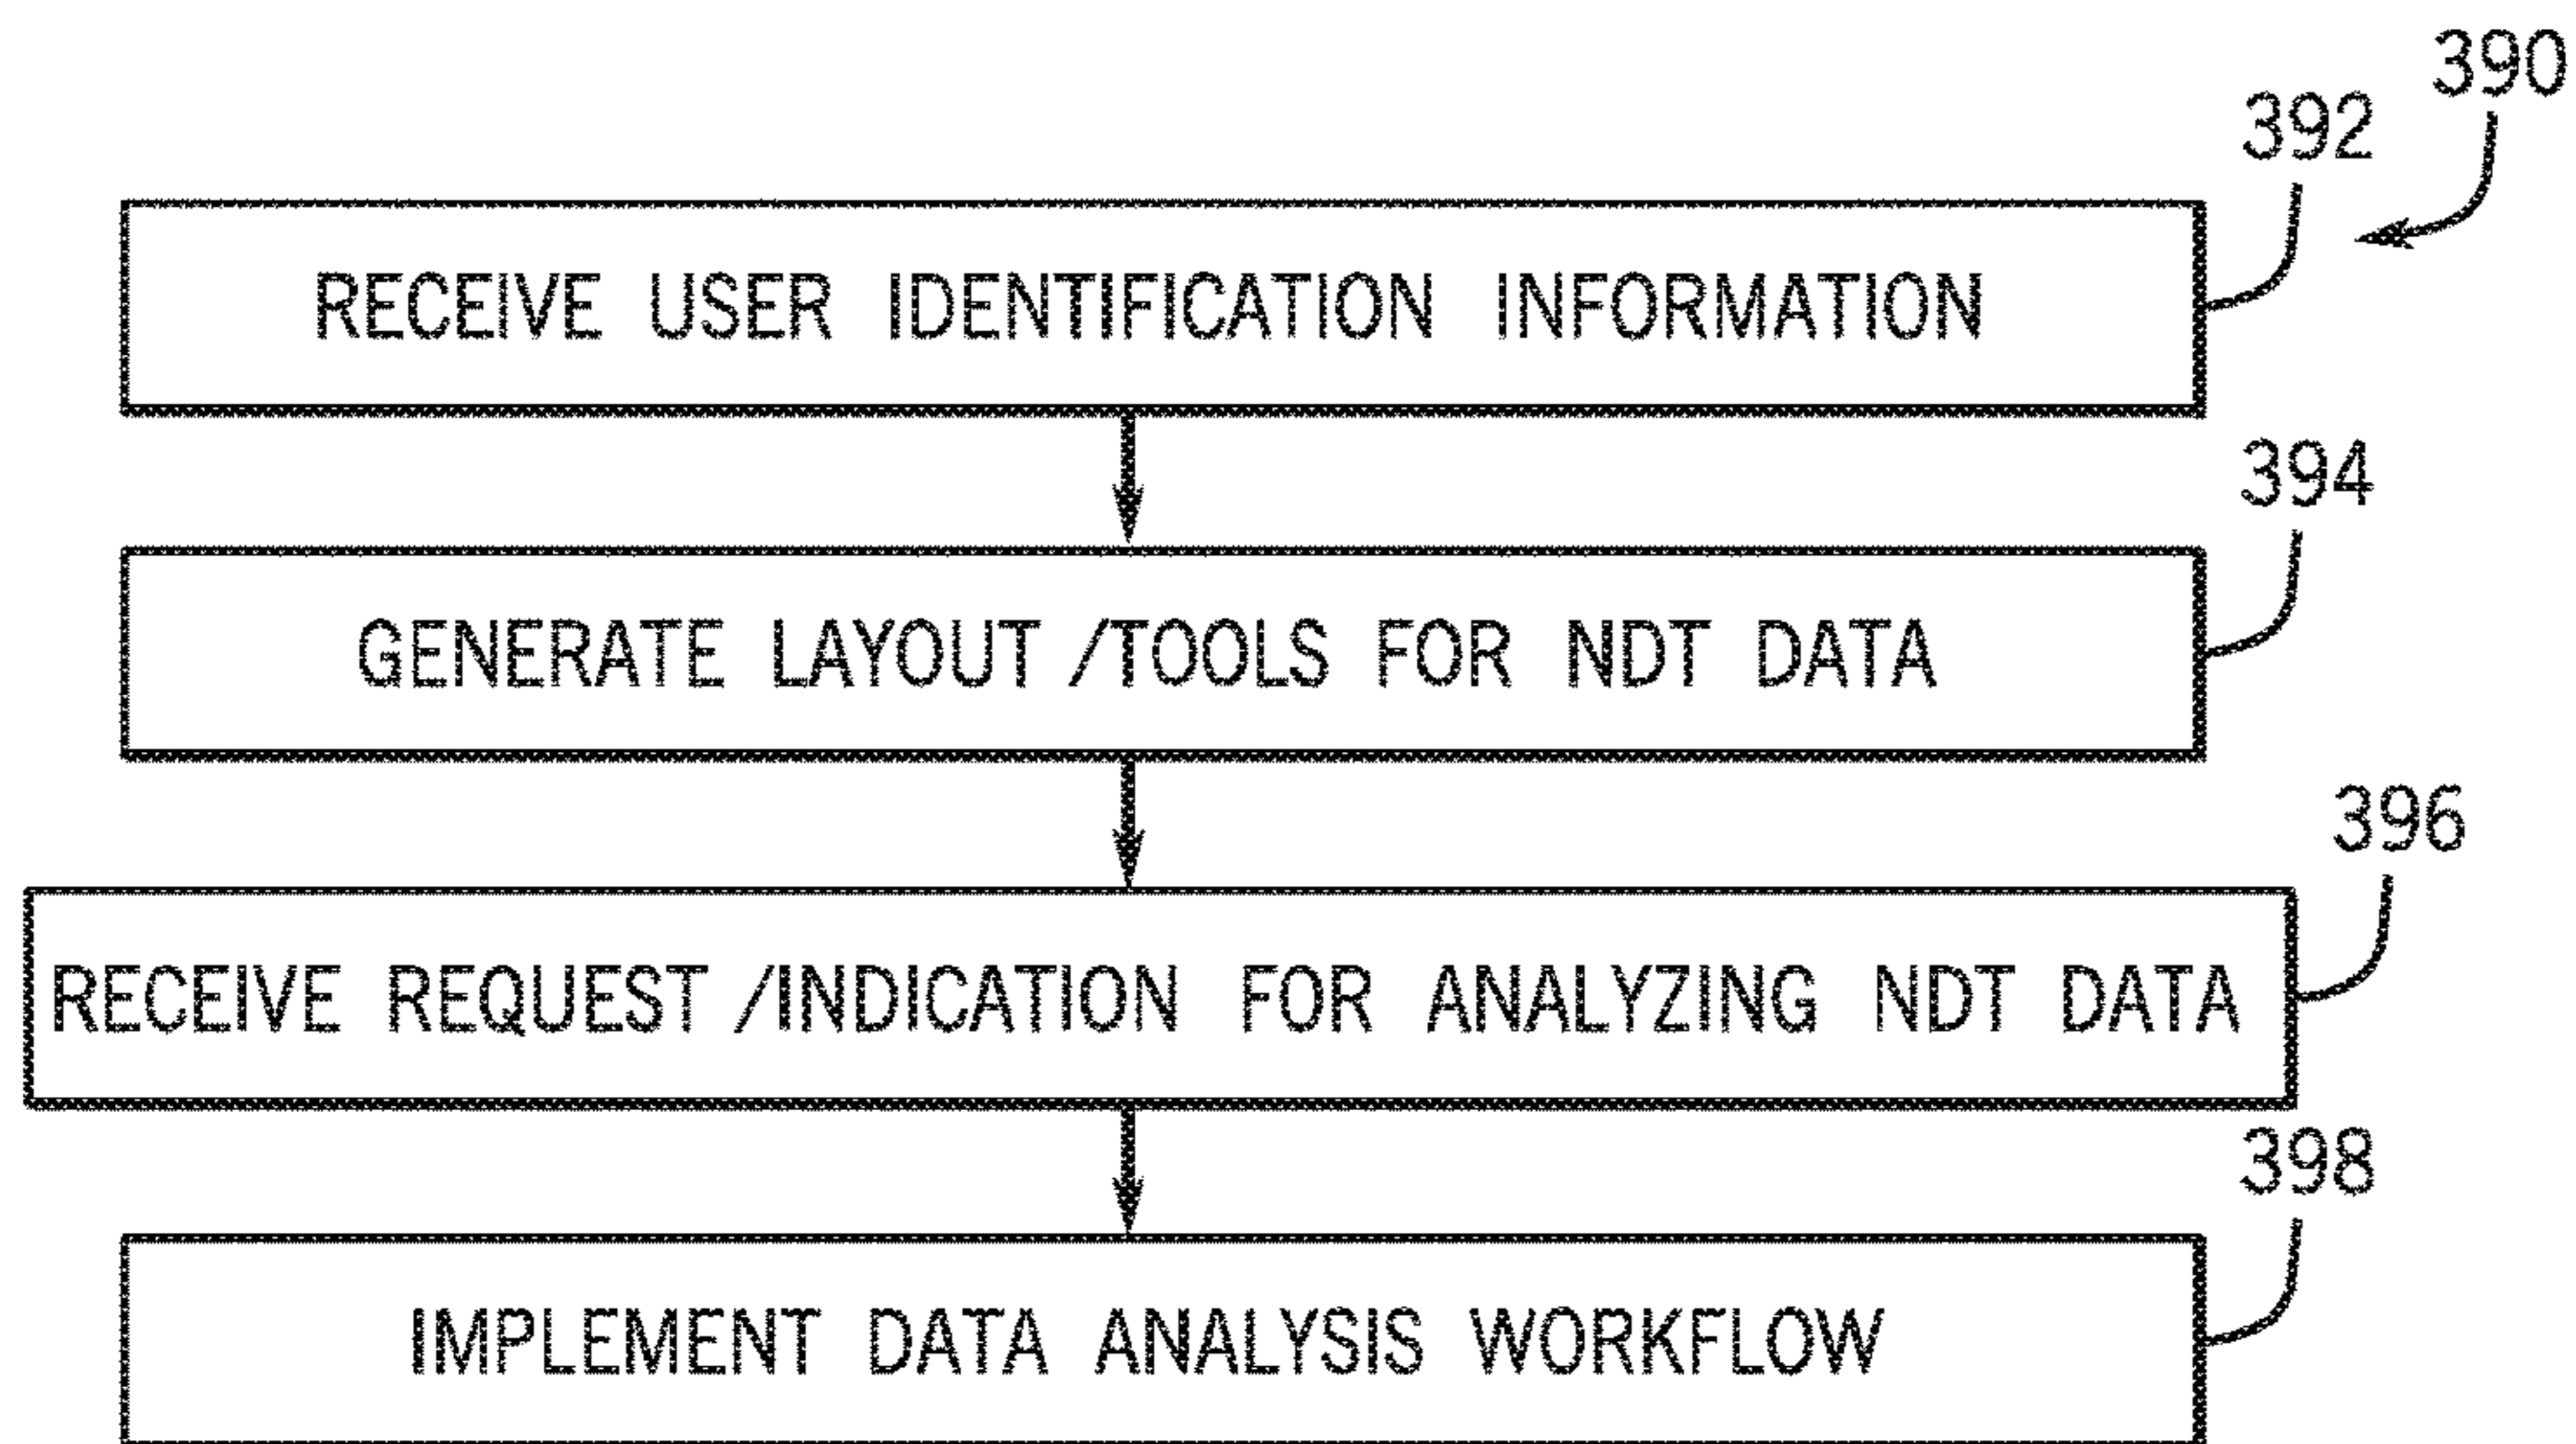 390
392
RECEIVE USER IDENTIFICATION INFORMATION
394
GENERATE LAYOUT /TOOLS FOR NDT DATA
396
RECEIVE REQUEST /INDICATION FOR ANALYZING NDT DATA
398
IMPLEMENT DATA ANALYSIS WORKFLOW